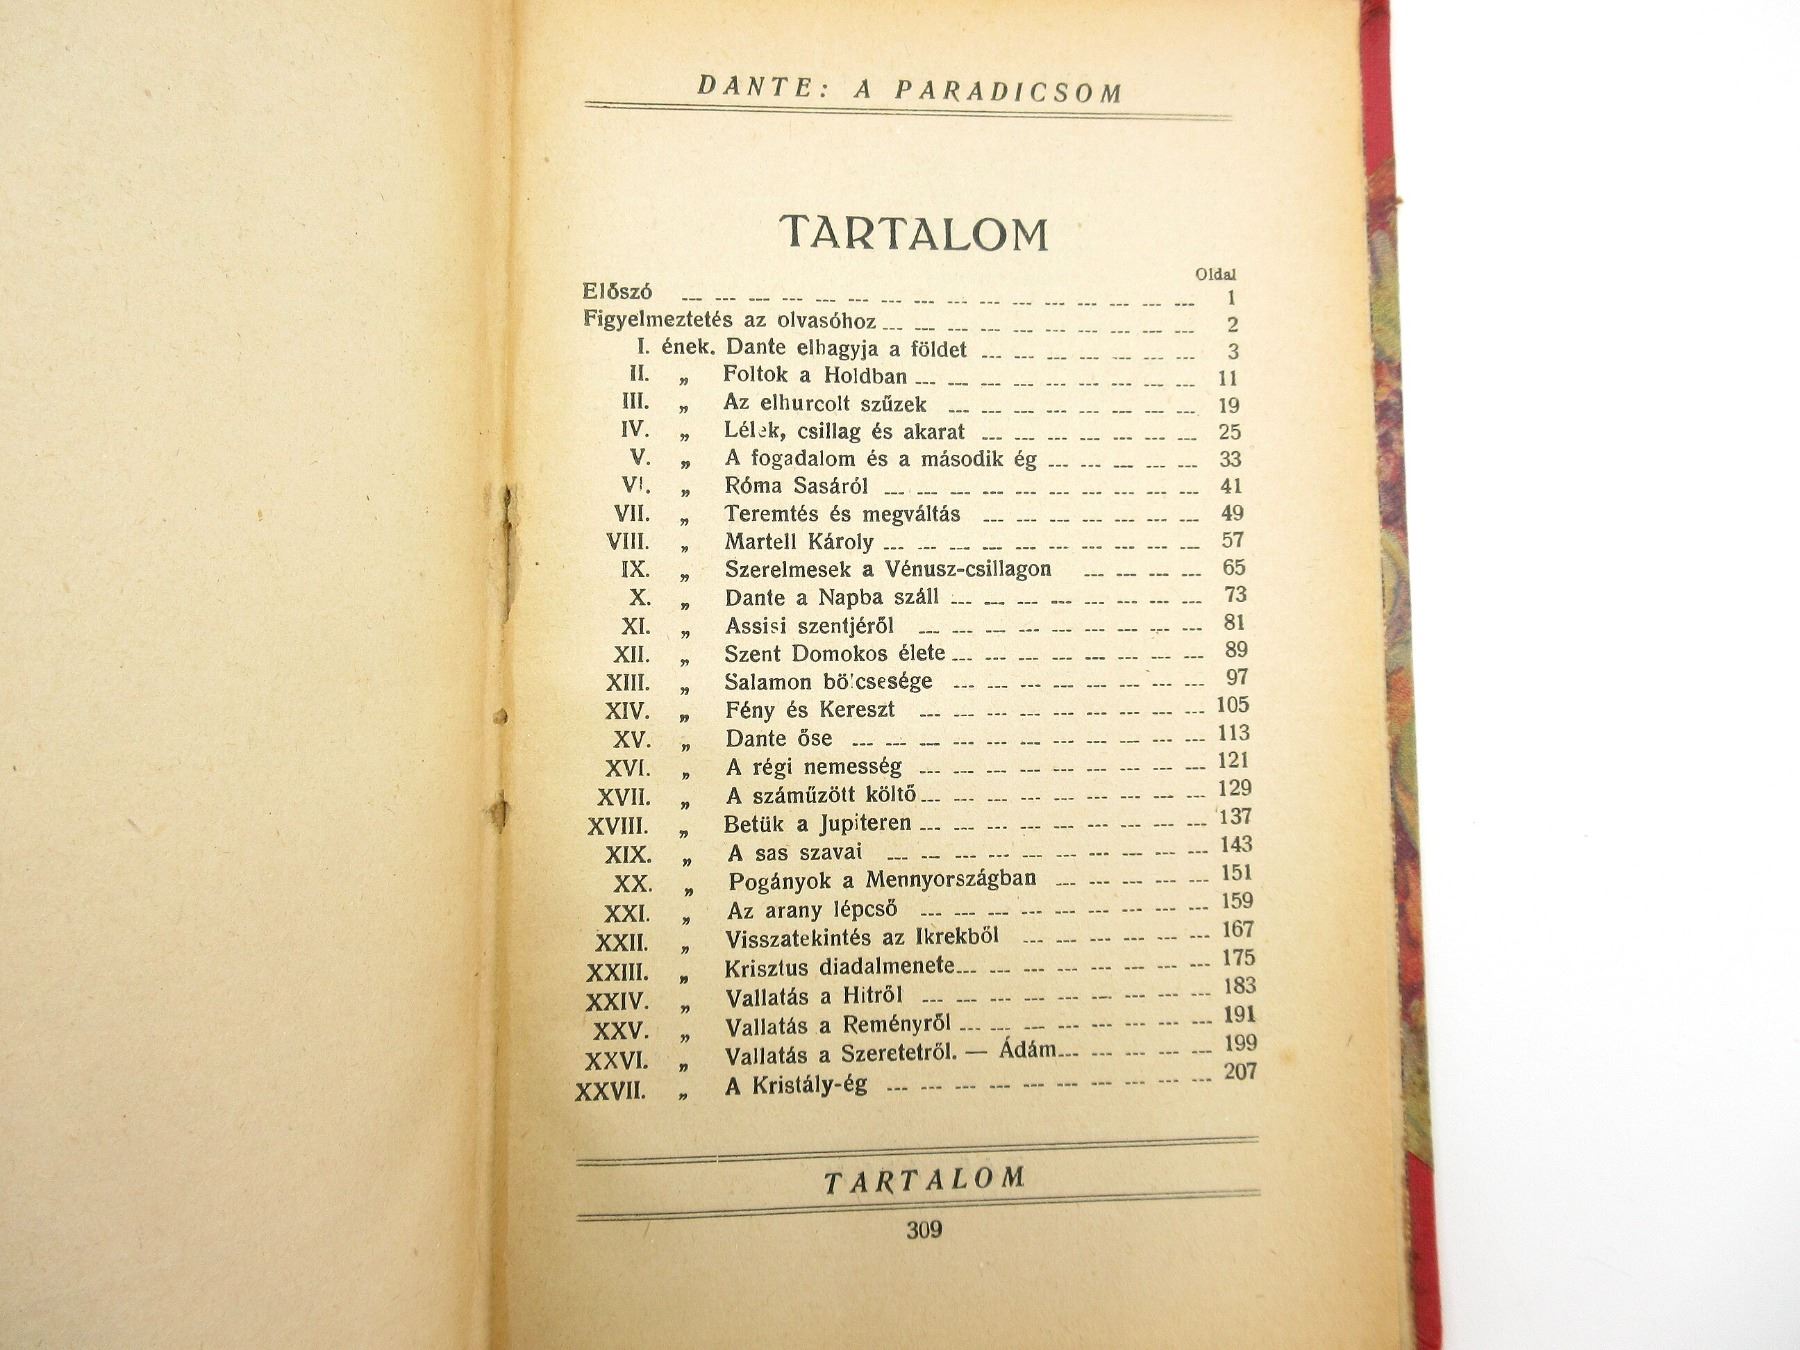 DANTE: A PARADICSOM
TARTALOM
Oldal
Előszó --- --- --- --- --- --- --- --- --- --- --- --- --- --- --- --- 1
Figyelmeztetés az olvasóhoz --- --- --- --- --- --- --- --- --- --- 2
I. ének. Dante elhagyja a földet --- --- --- --- --- --- --- 3
II. „ Foltok a Holdban --- --- --- --- --- --- --- --- --- 11
III. „ Az elhurcolt szűzek --- --- --- --- --- --- --- --- 19
IV. „ Lélek, csillag és akarat --- --- --- --- --- --- --- 25
V. „ A fogadalom és a második ég --- --- --- --- --- 33
VI. „ Róma Sasáról --- --- --- --- --- --- --- --- --- --- 41
VII. „ Teremtés és megváltás --- --- --- --- --- --- --- 49
VIII. „ Martell Károly --- --- --- --- --- --- --- --- --- --- 57
IX. „ Szerelmesek a Vénusz-csillagon --- --- --- --- 65
X. „ Dante a Napba száll --- --- --- --- --- --- --- --- 73
XI. „ Assisi szentjéről --- --- --- --- --- --- --- --- --- 81
XII. „ Szent Domokos élete --- --- --- --- --- --- --- --- 89
XIII. „ Salamon bölcsesége --- --- --- --- --- --- --- --- 97
XIV. „ Fény és Kereszt --- --- --- --- --- --- --- --- --- 105
XV. „ Dante őse --- --- --- --- --- --- --- --- --- --- --- 113
XVI. „ A régi nemesség --- --- --- --- --- --- --- --- --- 121
XVII. „ A száműzött költő --- --- --- --- --- --- --- --- --- 129
XVIII. „ Betük a Jupiteren --- --- --- --- --- --- --- --- --- 137
XIX. „ A sas szavai --- --- --- --- --- --- --- --- --- --- 143
XX. „ Pogányok a Mennyországban --- --- --- --- --- 151
XXI. „ Az arany lépcső --- --- --- --- --- --- --- --- --- 159
XXII. „ Visszatekintés az Ikrekből --- --- --- --- --- --- 167
XXIII. „ Krisztus diadalmenete --- --- --- --- --- --- --- --- 175
XXIV. „ Vallatás a Hitről --- --- --- --- --- --- --- --- --- 183
XXV. „ Vallatás a Reményről --- --- --- --- --- --- --- --- 191
XXVI. „ Vallatás a Szeretetről. — Ádám --- --- --- --- --- 199
XXVII. „ A Kristály-ég --- --- --- --- --- --- --- --- --- --- 207
TARTALOM
309